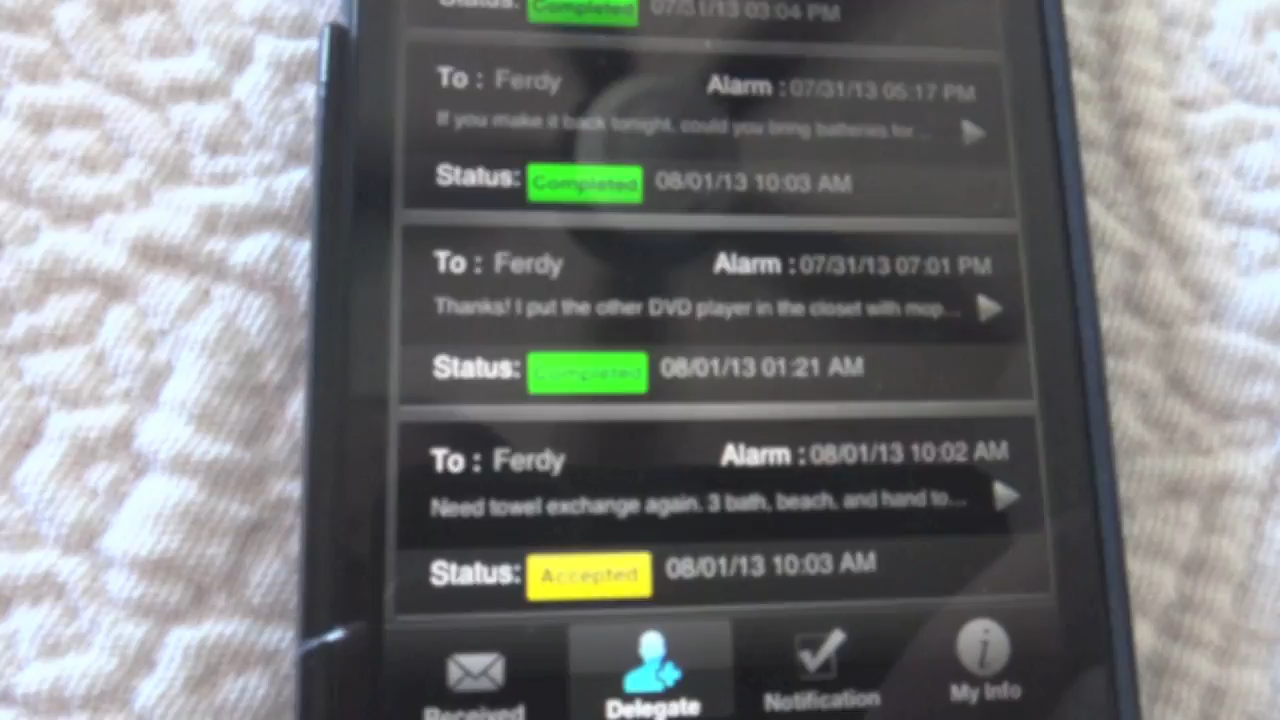 Status: Completed 07/31/13 03:04 PM
To : Ferdy Alarm : 07/31/13 05:17 PM
If you make it back tonight, could you bring batteries for...
Status: Completed 08/01/13 10:03 AM
To : Ferdy Alarm : 07/31/13 07:01 PM
Thanks! I put the other DVD player in the closet with mop...
Status: Completed 08/01/13 01:21 AM
To : Ferdy Alarm : 08/01/13 10:02 AM
Need towel exchange again. 3 bath, beach, and hand to...
Status: Accepted 08/01/13 10:03 AM
Received Delegate Notification My Info